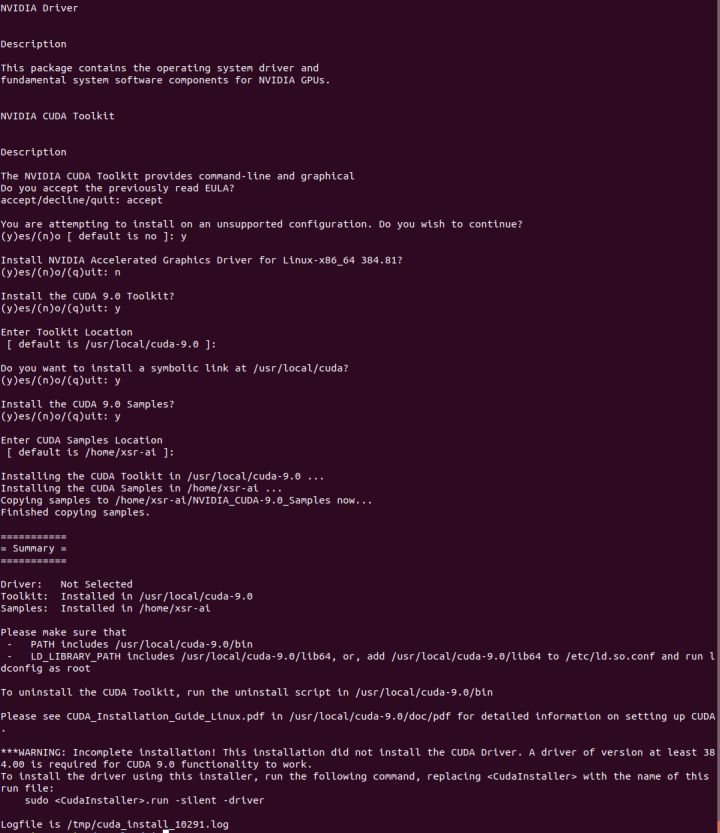 NVIDIA Driver
Description
This package contains the operating system driver and
fundamental system software components for NVIDIA GPUs.
NVIDIA CUDA Toolkit
Description
The NVIDIA CUDA Toolkit provides command-line and graphical
Do you accept the previously read EULA?
accept/decline/quit: accept
You are attempting to install on an unsupported configuration. Do you wish to continue?
(y)es/(n)o [ default is no ]: y
Install NVIDIA Accelerated Graphics Driver for Linux-x86_64 384.81?
(y)es/(n)o/(q)uit: n
Install the CUDA 9.0 Toolkit?
(y)es/(n)o/(q)uit: y
Enter Toolkit Location
 [ default is /usr/local/cuda-9.0 ]:
Do you want to install a symbolic link at /usr/local/cuda?
(y)es/(n)o/(q)uit: y
Install the CUDA 9.0 Samples?
(y)es/(n)o/(q)uit: y
Enter CUDA Samples Location
 [ default is /home/xsr-ai ]:
Installing the CUDA Toolkit in /usr/local/cuda-9.0 ...
Installing the CUDA Samples in /home/xsr-ai ...
Copying samples to /home/xsr-ai/NVIDIA_CUDA-9.0_Samples now...
Finished copying samples.
===========
= Summary =
===========
Driver:   Not Selected
Toolkit:  Installed in /usr/local/cuda-9.0
Samples:  Installed in /home/xsr-ai
Please make sure that
 -   PATH includes /usr/local/cuda-9.0/bin
 -   LD_LIBRARY_PATH includes /usr/local/cuda-9.0/lib64, or, add /usr/local/cuda-9.0/lib64 to /etc/ld.so.conf and run l
dconfig as root
To uninstall the CUDA Toolkit, run the uninstall script in /usr/local/cuda-9.0/bin
Please see CUDA_Installation_Guide_Linux.pdf in /usr/local/cuda-9.0/doc/pdf for detailed information on setting up CUDA
.
***WARNING: Incomplete installation! This installation did not install the CUDA Driver. A driver of version at least 38
4.00 is required for CUDA 9.0 functionality to work.
To install the driver using this installer, run the following command, replacing <CudaInstaller> with the name of this
run file:
    sudo <CudaInstaller>.run -silent -driver
Logfile is /tmp/cuda_install_10291.log